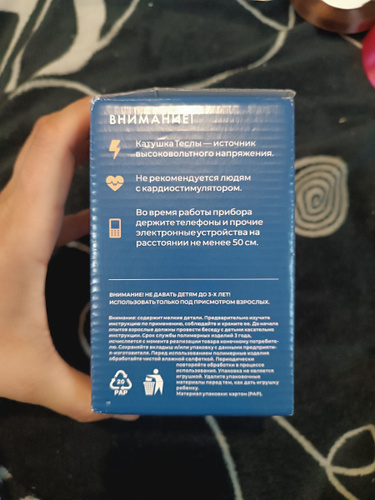 ВНИМАНИЕ!
Катушка Теслы — источник
высоковольтного напряжения.
Не рекомендуется людям
с кардиостимулятором.
Во время работы прибора
держите телефоны и прочие
электронные устройства на
расстоянии не менее 50 см.
ВНИМАНИЕ! НЕ ДАВАТЬ ДЕТЯМ ДО 3-Х ЛЕТ!
ИСПОЛЬЗОВАТЬ ТОЛЬКО ПОД ПРИСМОТРОМ ВЗРОСЛЫХ.
Внимание: содержит мелкие детали. Предварительно изучите
инструкцию по применению, соблюдайте и храните ее. До начала
опытов взрослые должны провести беседу с детьми касательно
инструкции. Срок службы полимерных изделий 3 года,
исчисляется с момента реализации товара конечному потребите-
лю. Сохраняйте вкладыш и/или упаковку с данными предприяти-
я-изготовителя. Перед использованием полимерные изделия
обработайте чистой влажной салфеткой. Периодически
повторяйте обработку в процессе
использования. Упаковка не является
игрушкой. Удалите упаковочные
материалы перед тем, как дать игрушку
ребенку.
Материал упаковки: картон (PAP).
20
PAP